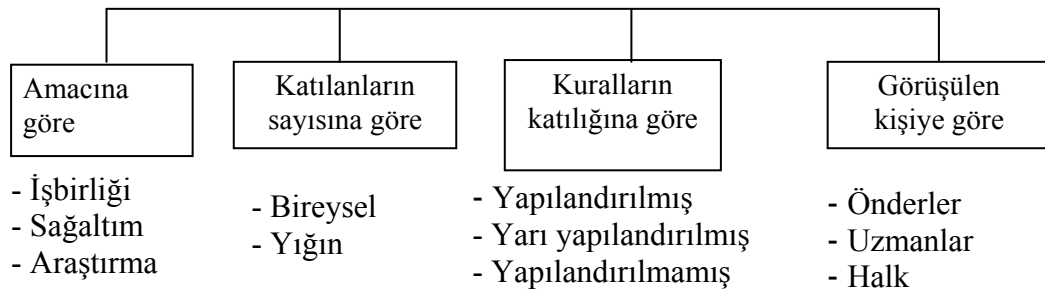 Amacına
göre
Katılanların
sayısına göre
Kuralların
katılığına göre
Görüşülen
kişiye göre
- İşbirliği
- Sağaltım
- Araştırma
- Bireysel
- Yığın
- Yapılandırılmış
- Yarı yapılandırılmış
- Yapılandırılmamış
- Önderler
- Uzmanlar
- Halk